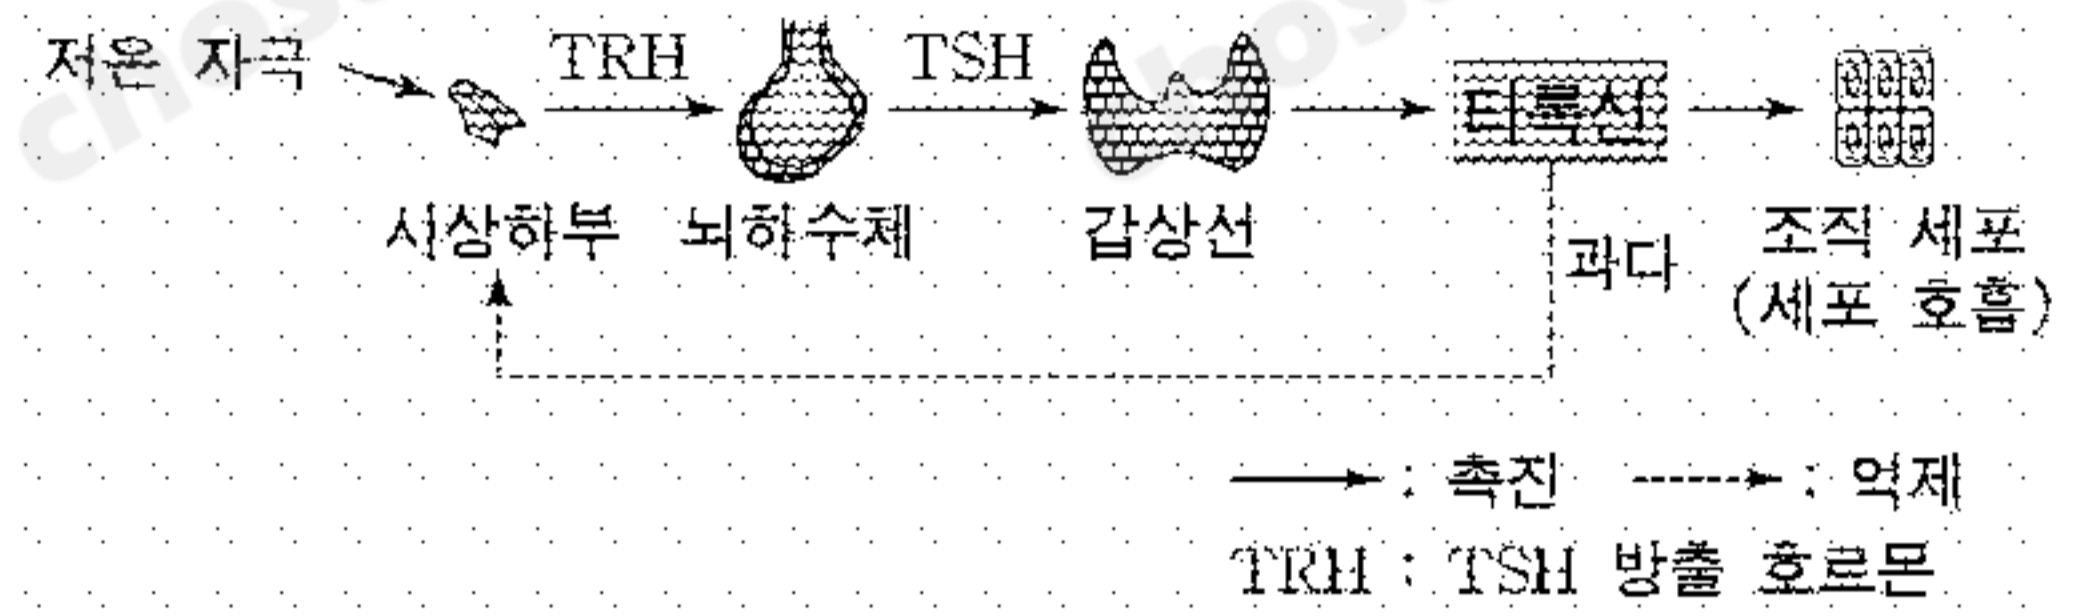 저온 자극 TRH TSH 티록신
시상하부 뇌하수체 갑상선 과다 조직 세포
(세포 호흡)
: 촉진 : 억제
TRH : TSH 방출 호르몬